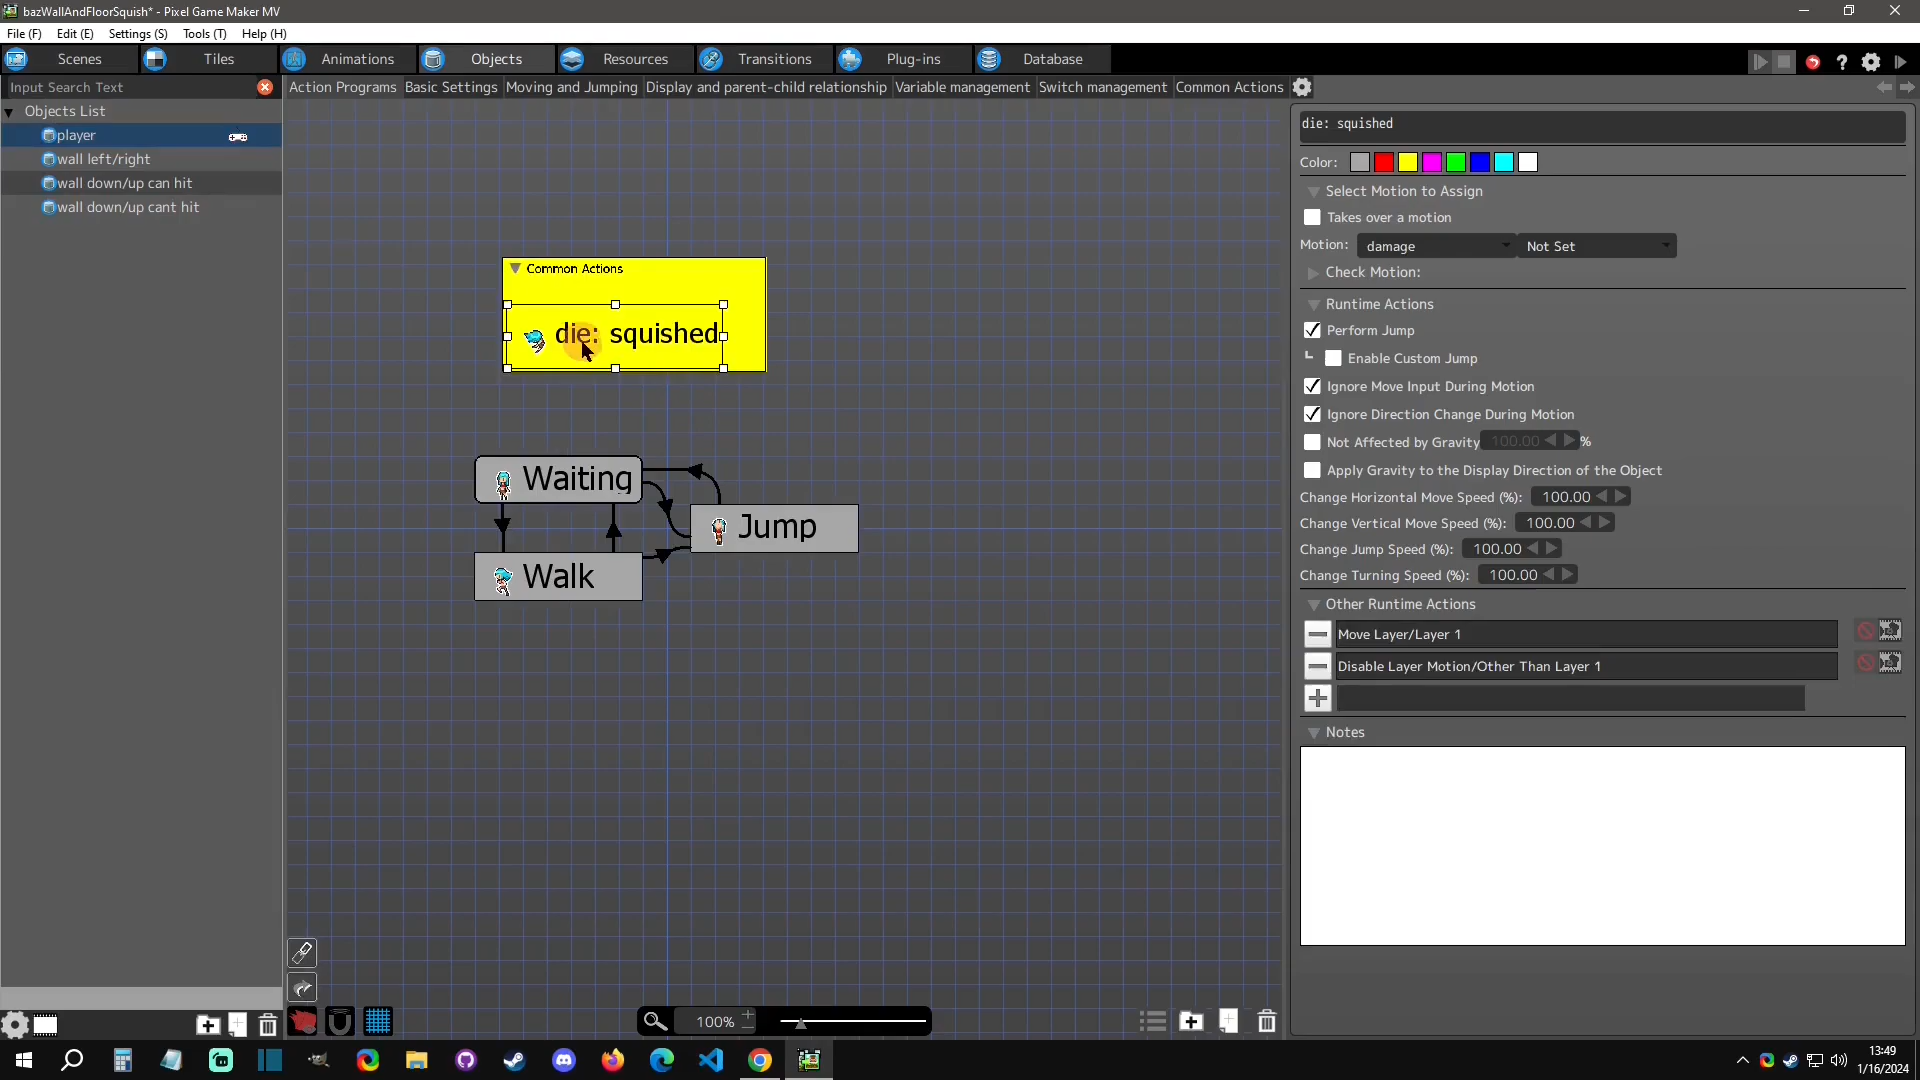 bazWallAndFloorSquish* - Pixel Game Maker MV
File (F) Edit (E) Settings (S) Tools (T) Help (H)
Scenes Tiles Animations Objects Resources Transitions Plug-ins Database
Input Search Text
Action Programs Basic Settings Moving and Jumping Display and parent-child relationship Variable management Switch management Common Actions
Objects List
player
wall left/right
wall down/up can hit
wall down/up cant hit
Common Actions
die: squished
Waiting
Jump
Walk
100%
die: squished
Color:
Select Motion to Assign
Takes over a motion
Motion: damage Not Set
Check Motion:
Runtime Actions
Perform Jump
Enable Custom Jump
Ignore Move Input During Motion
Ignore Direction Change During Motion
Not Affected by Gravity 100.00 %
Apply Gravity to the Display Direction of the Object
Change Horizontal Move Speed (%): 100.00
Change Vertical Move Speed (%): 100.00
Change Jump Speed (%): 100.00
Change Turning Speed (%): 100.00
Other Runtime Actions
Move Layer/Layer 1
Disable Layer Motion/Other Than Layer 1
Notes
13:49
1/16/2024